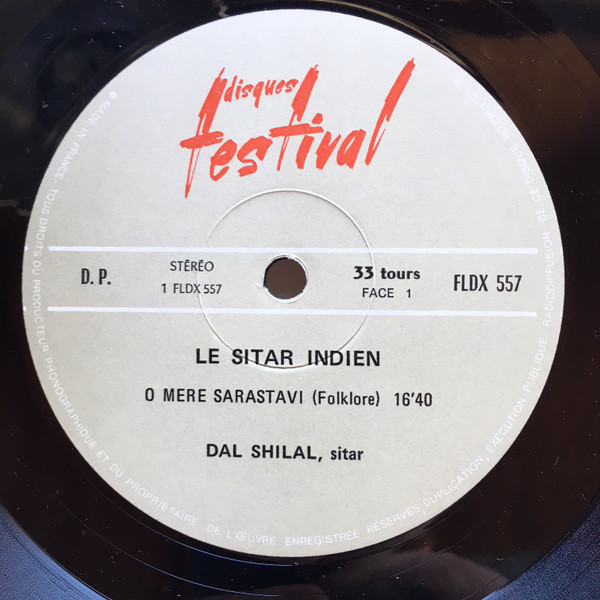 disques
festival
D. P.
STÉRÉO
1 FLDX 557
33 tours
FACE 1
FLDX 557
LE SITAR INDIEN
O MERE SARASTAVI (Folklore) 16'40
DAL SHILAL, sitar
MADE IN FRANCE. TOUS DROITS DU PRODUCTEUR PHONOGRAPHIQUE ET DU PROPRIETAIRE DE L'ŒUVRE ENREGISTRÉE RÉSERVÉS. DUPLICATION, EXÉCUTION PUBLIQUE RADIODIFFUSION DE CE DISQUE